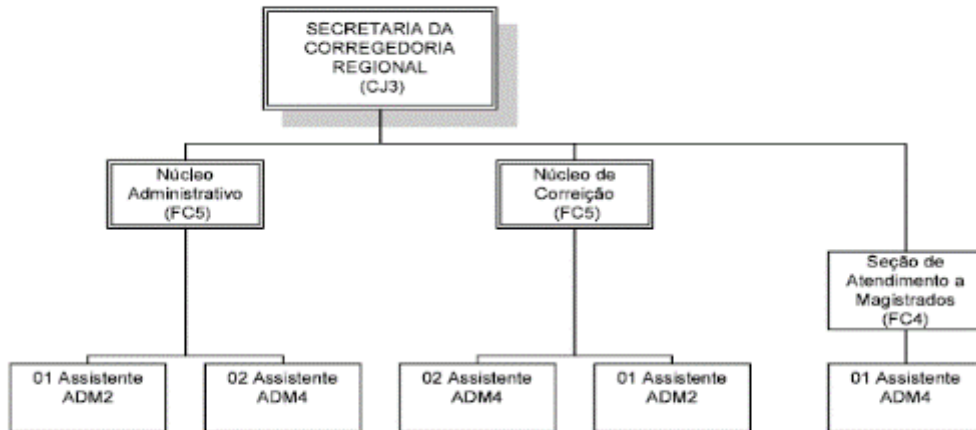 SECRETARIA DA
CORREGEDORIA
REGIONAL
(CJ3)
Núcleo
Administrativo
(FC5)
Núcleo de
Correição
(FC5)
Seção de
Atendimento a
Magistrados
(FC4)
01 Assistente
ADM2
02 Assistente
ADM4
02 Assistente
ADM4
01 Assistente
ADM2
01 Assistente
ADM4